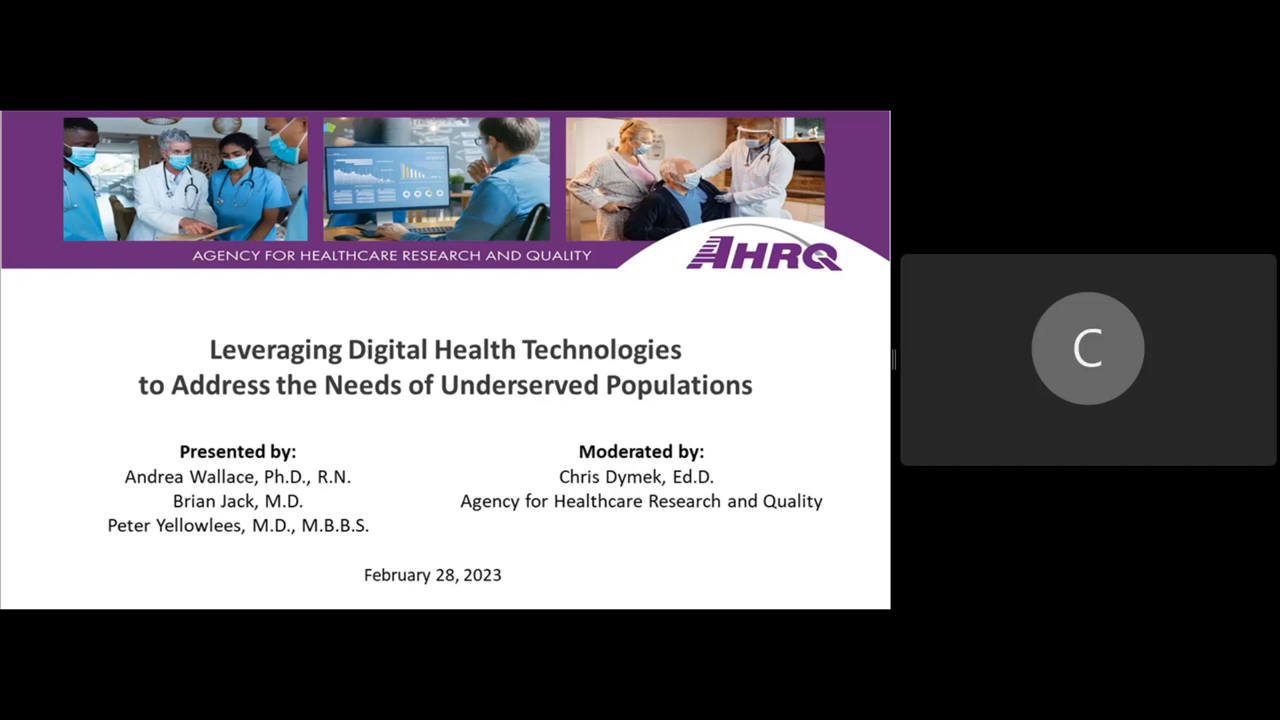 AGENCY FOR HEALTHCARE RESEARCH AND QUALITY
AHRQ
Leveraging Digital Health Technologies
to Address the Needs of Underserved Populations
Presented by:
Andrea Wallace, Ph.D., R.N.
Brian Jack, M.D.
Peter Yellowlees, M.D., M.B.B.S.
Moderated by:
Chris Dymek, Ed.D.
Agency for Healthcare Research and Quality
February 28, 2023
C